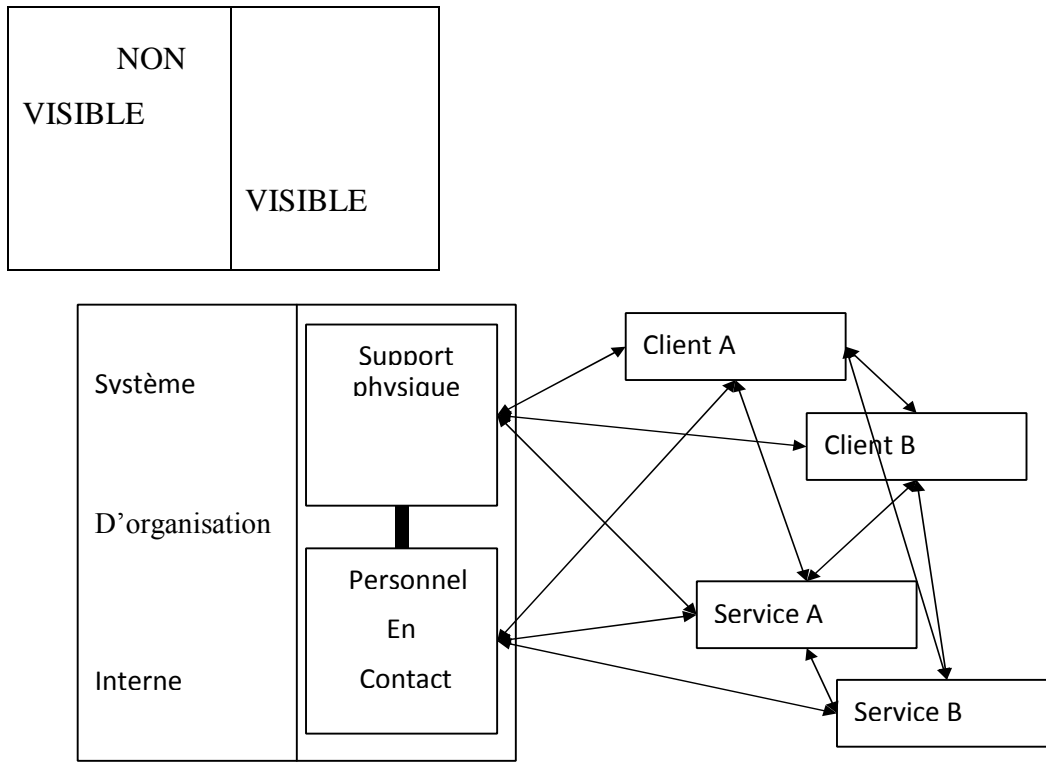 NON
VISIBLE
VISIBLE
Système
D’organisation
Interne
Support
physique
Personnel
En
Contact
Client A
Client B
Service A
Service B